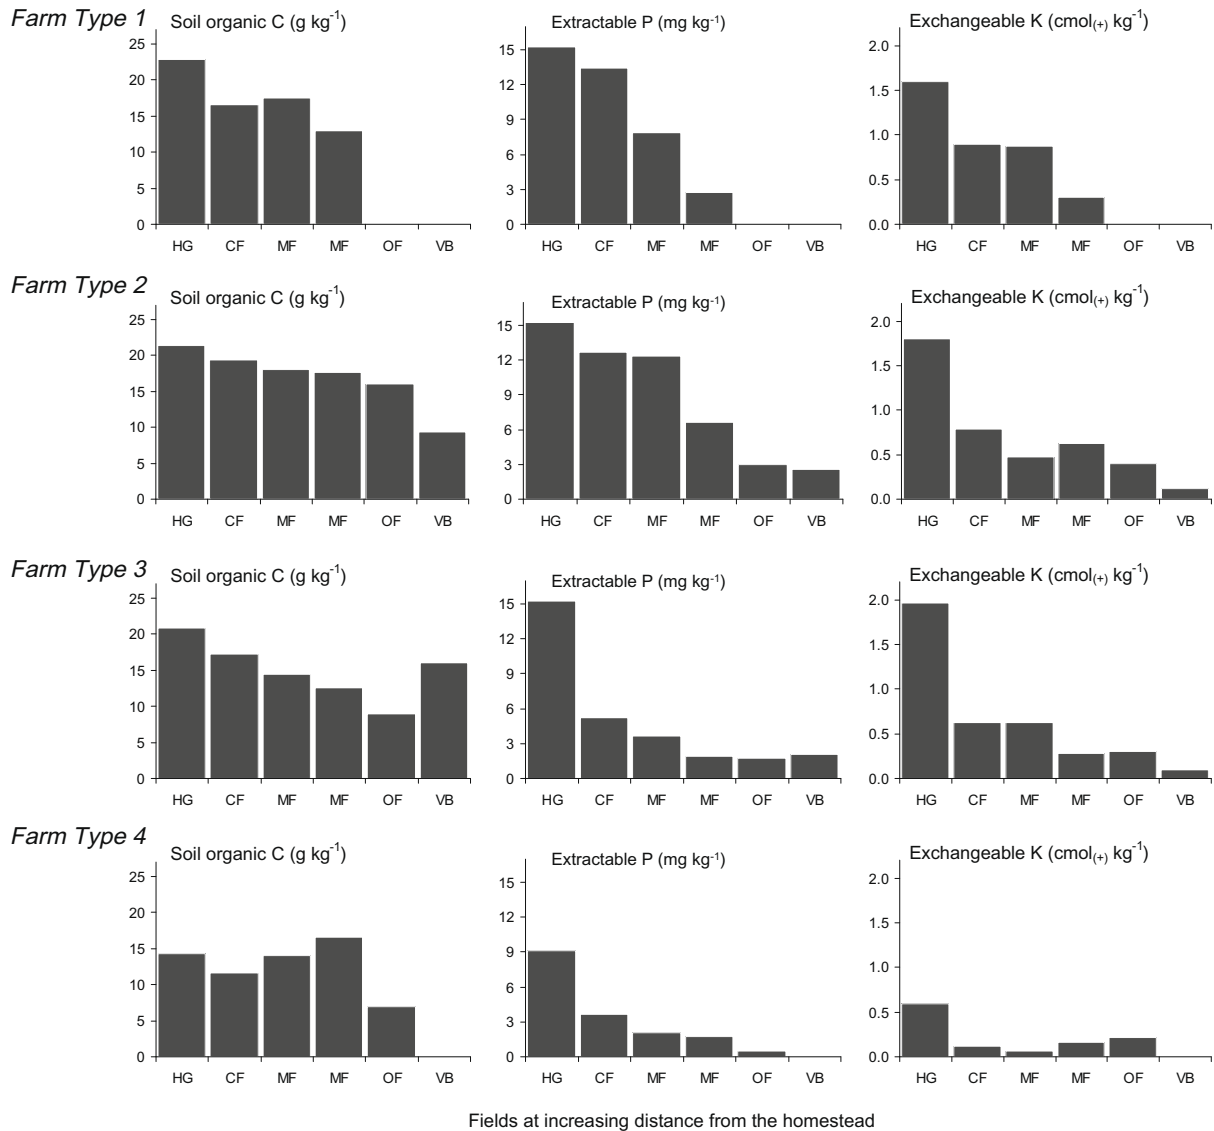 Farm Type 1
Soil organic C (g kg-1)
25
20
15
10
5
0
HG CF MF MF OF VB
Extractable P (mg kg-1)
15
12
9
6
3
0
HG CF MF MF OF VB
Exchangeable K (cmol(+) kg-1)
2.0
1.5
1.0
0.5
0.0
HG CF MF MF OF VB
Farm Type 2
Soil organic C (g kg-1)
25
20
15
10
5
0
HG CF MF MF OF VB
Extractable P (mg kg-1)
15
12
9
6
3
0
HG CF MF MF OF VB
Exchangeable K (cmol(+) kg-1)
2.0
1.5
1.0
0.5
0.0
HG CF MF MF OF VB
Farm Type 3
Soil organic C (g kg-1)
25
20
15
10
5
0
HG CF MF MF OF VB
Extractable P (mg kg-1)
15
12
9
6
3
0
HG CF MF MF OF VB
Exchangeable K (cmol(+) kg-1)
2.0
1.5
1.0
0.5
0.0
HG CF MF MF OF VB
Farm Type 4
Soil organic C (g kg-1)
25
20
15
10
5
0
HG CF MF MF OF VB
Extractable P (mg kg-1)
15
12
9
6
3
0
HG CF MF MF OF VB
Exchangeable K (cmol(+) kg-1)
2.0
1.5
1.0
0.5
0.0
HG CF MF MF OF VB
Fields at increasing distance from the homestead